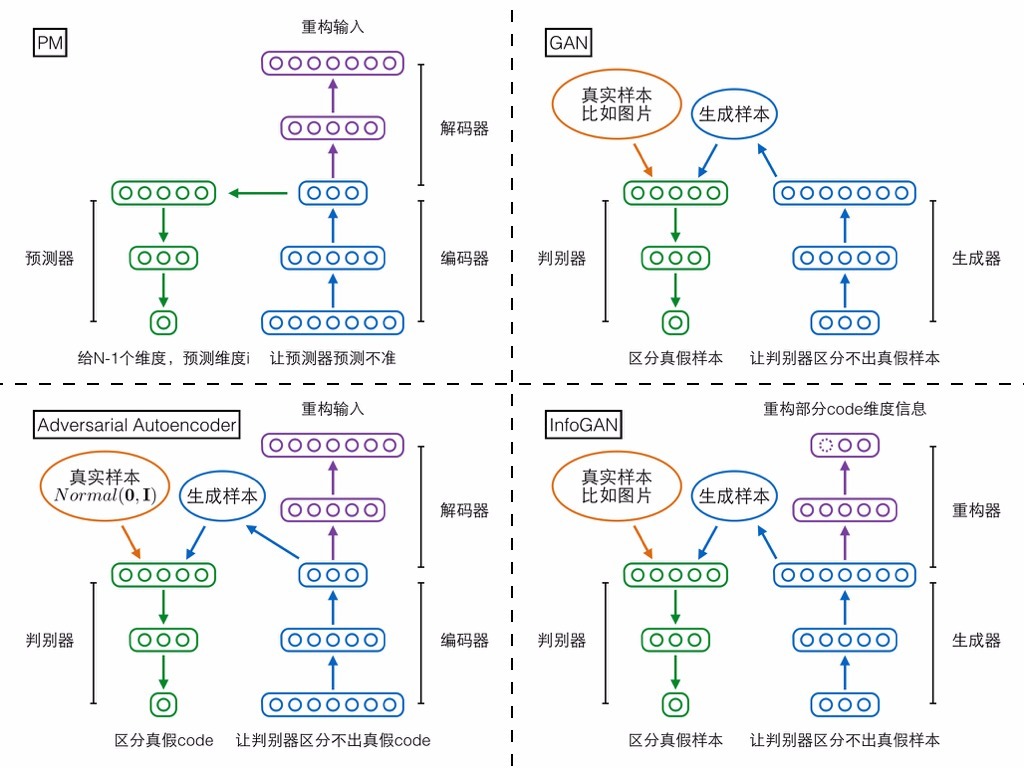 PM
重构输入
解码器
预测器
编码器
给N-1个维度，预测维度i
让预测器预测不准
GAN
真实样本
比如图片
生成样本
判别器
生成器
区分真假样本
让判别器区分不出真假样本
Adversarial Autoencoder
重构输入
真实样本
Normal(0,I)
生成样本
解码器
判别器
编码器
区分真假code
让判别器区分不出真假code
InfoGAN
重构部分code维度信息
真实样本
比如图片
生成样本
重构器
判别器
生成器
区分真假样本
让判别器区分不出真假样本